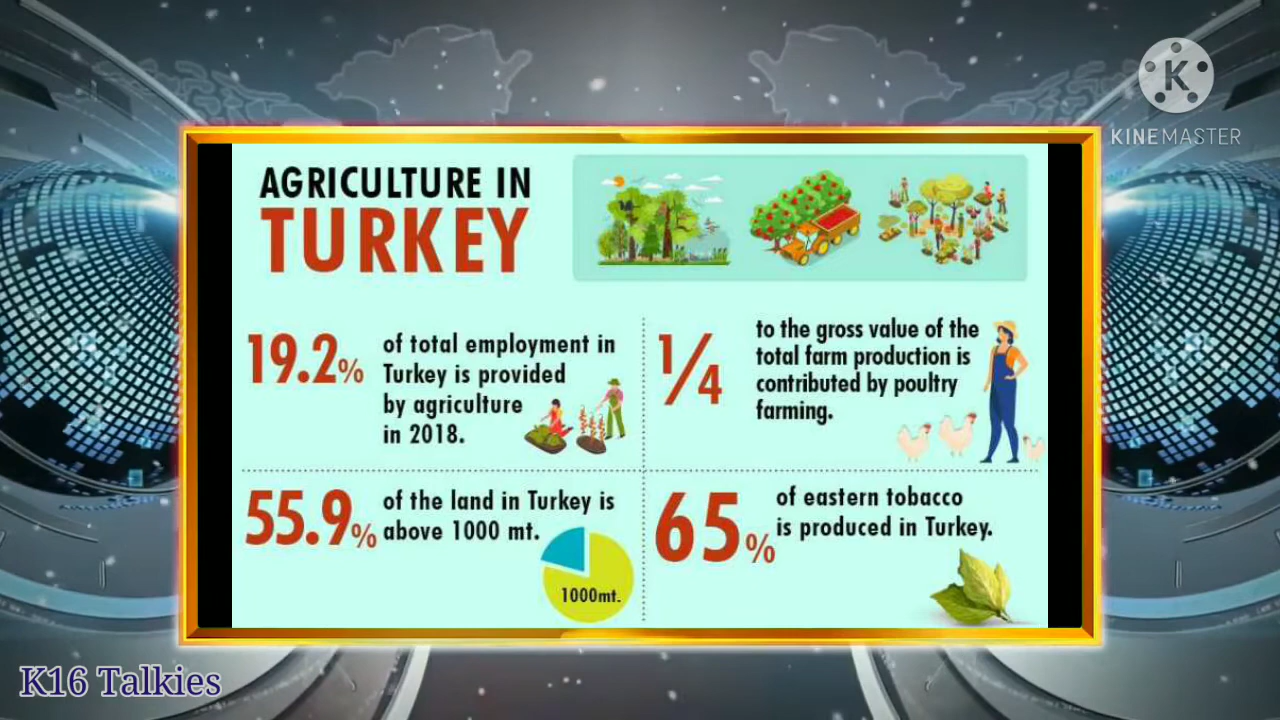 K
KINEMASTER
AGRICULTURE IN
TURKEY
19.2%
of total employment in
Turkey is provided
by agriculture
in 2018.
1/4
to the gross value of the
total farm production is
contributed by poultry
farming.
55.9%
of the land in Turkey is
above 1000 mt.
1000mt.
65%
of eastern tobacco
is produced in Turkey.
K16 Talkies